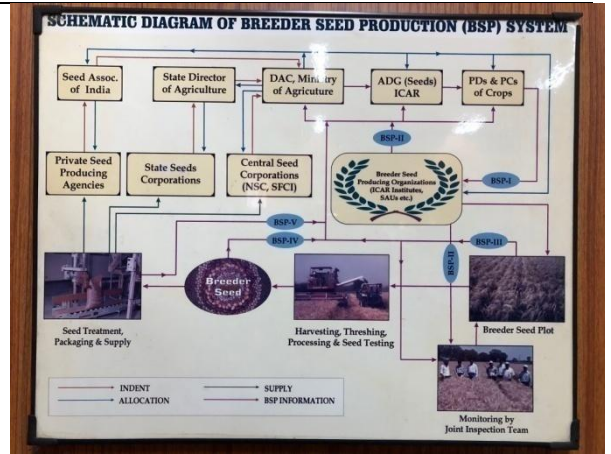 SCHEMATIC DIAGRAM OF BREEDER SEED PRODUCTION (BSP) SYSTEM
Seed Assoc.
of India
State Director
of Agriculture
DAC, Ministry
of Agricuture
ADG (Seeds)
ICAR
PDs & PCs
of Crops
BSP-II
Private Seed
Producing
Agencies
State Seeds
Corporations
Central Seed
Corporations
(NSC, SFCI)
Breeder Seed
Producing Organizations
(ICAR Institutes,
SAUs etc.)
BSP-I
BSP-V
BSP-IV
BSP-II
BSP-III
Breeder
Seed
Seed Treatment,
Packaging & Supply
Harvesting, Threshing,
Processing & Seed Testing
Breeder Seed Plot
INDENT
SUPPLY
ALLOCATION
BSP INFORMATION
Monitoring by
Joint Inspection Team